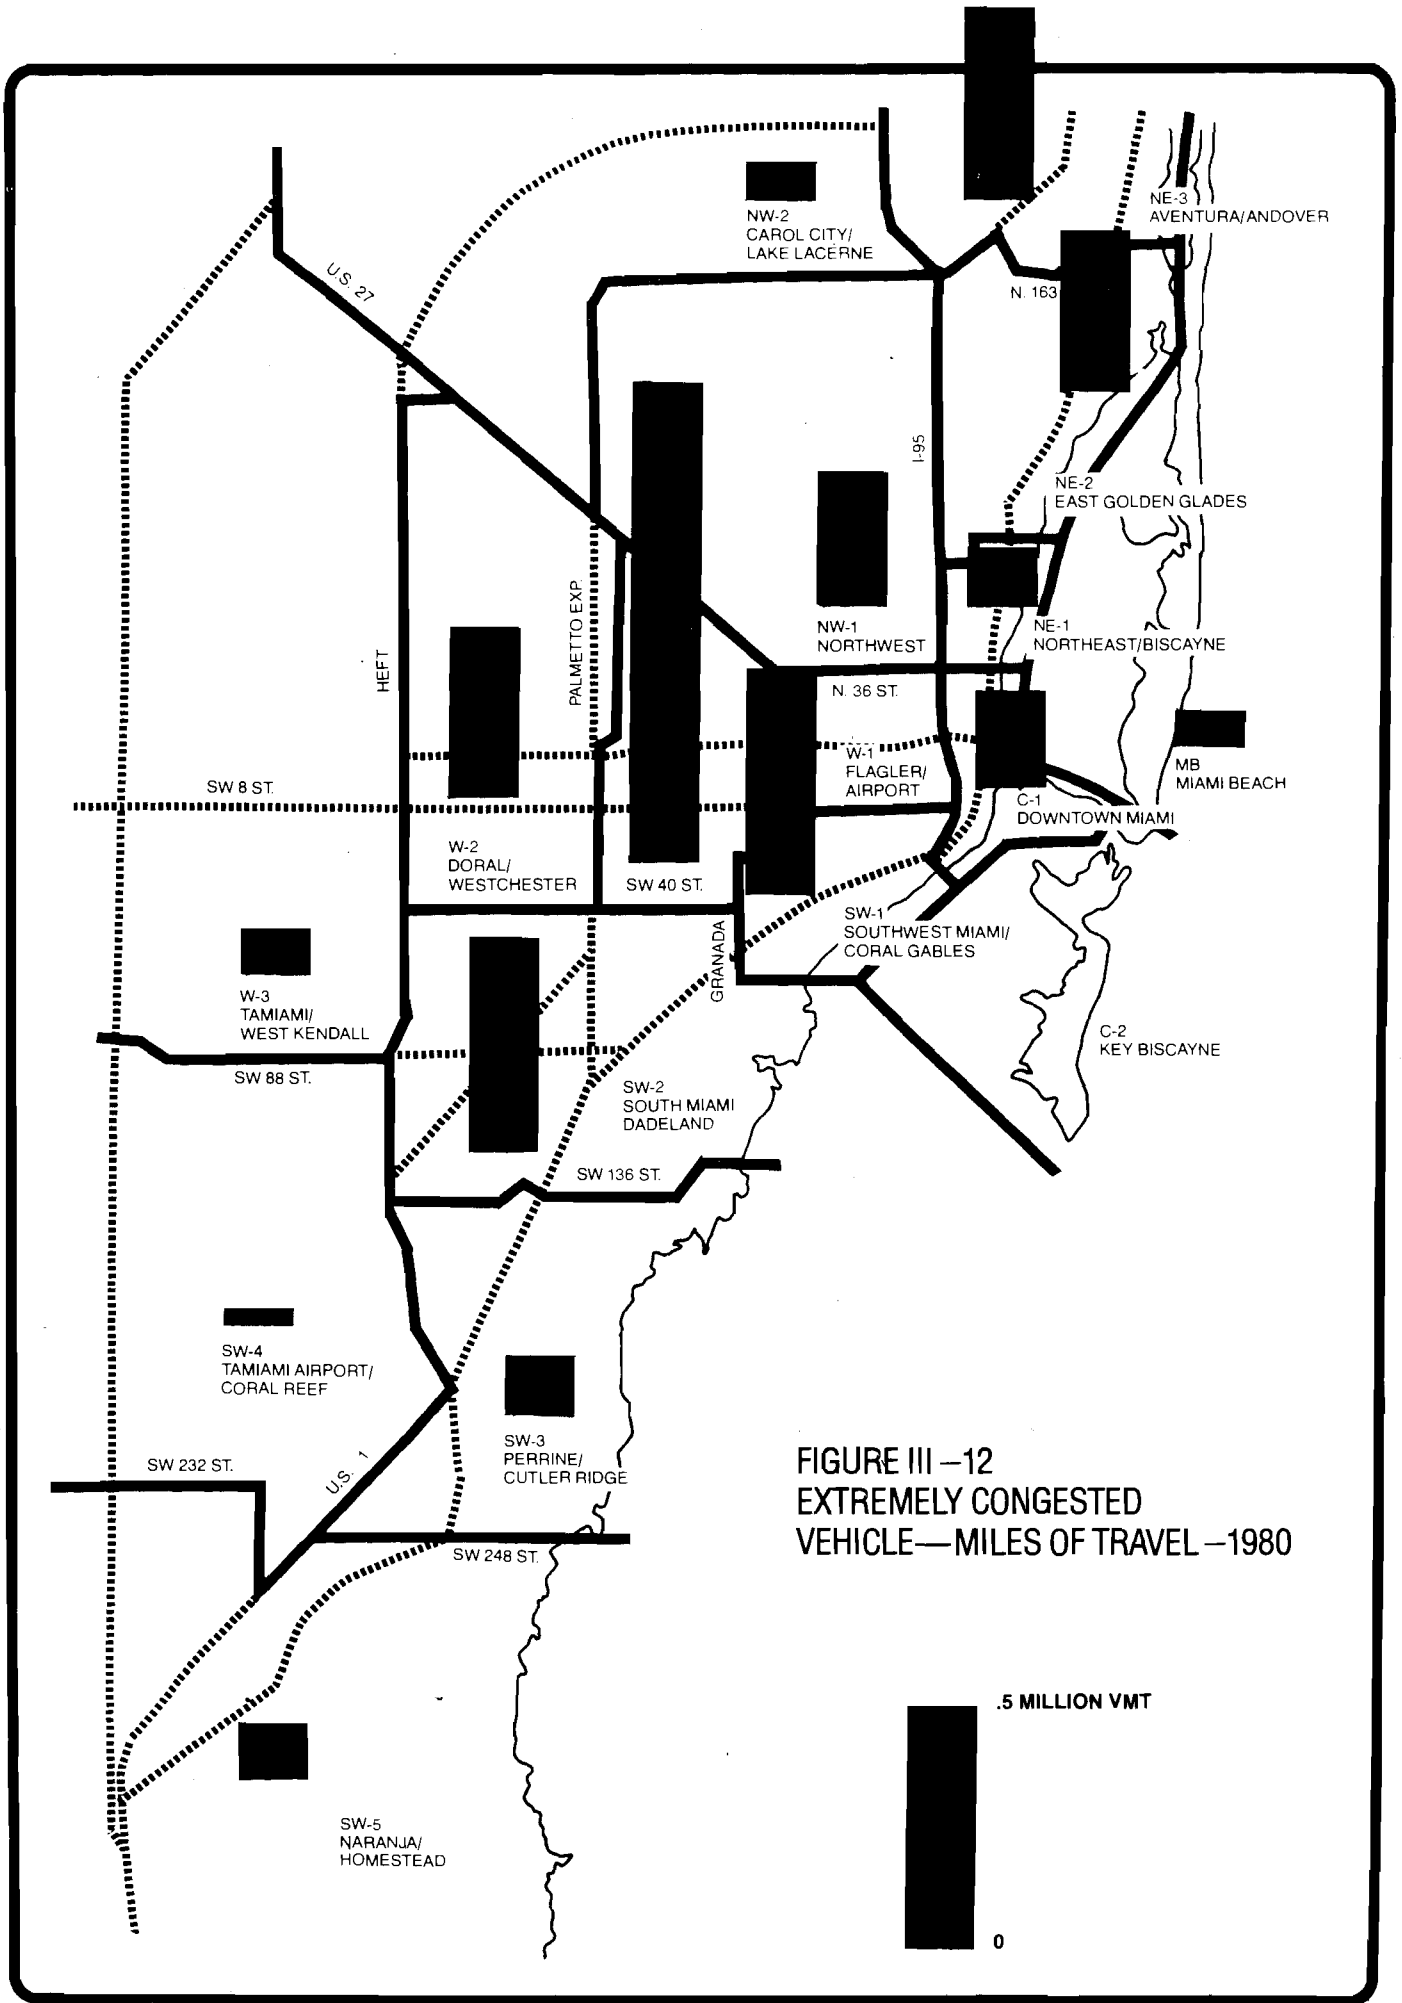 NE-3
AVENTURA/ANDOVER
NW-2
CAROL CITY/
LAKE LACERNE
U.S. 27
N. 163
I-95
NE-2
EAST GOLDEN GLADES
PALMETTO EXP.
HEFT
NW-1
NORTHWEST
NE-1
NORTHEAST/BISCAYNE
N. 36 ST.
W-1
FLAGLER/
AIRPORT
MB
MIAMI BEACH
SW 8 ST.
C-1
DOWNTOWN MIAMI
W-2
DORAL/
WESTCHESTER
SW 40 ST.
GRANADA
SW-1
SOUTHWEST MIAMI/
CORAL GABLES
W-3
TAMIAMI/
WEST KENDALL
SW 88 ST.
C-2
KEY BISCAYNE
SW-2
SOUTH MIAMI
DADELAND
SW 136 ST.
SW-4
TAMIAMI AIRPORT/
CORAL REEF
SW-3
PERRINE/
CUTLER RIDGE
SW 232 ST.
U.S. 1
SW 248 ST.
FIGURE III –12
EXTREMELY CONGESTED
VEHICLE—MILES OF TRAVEL –1980
.5 MILLION VMT
0
SW-5
NARANJA/
HOMESTEAD